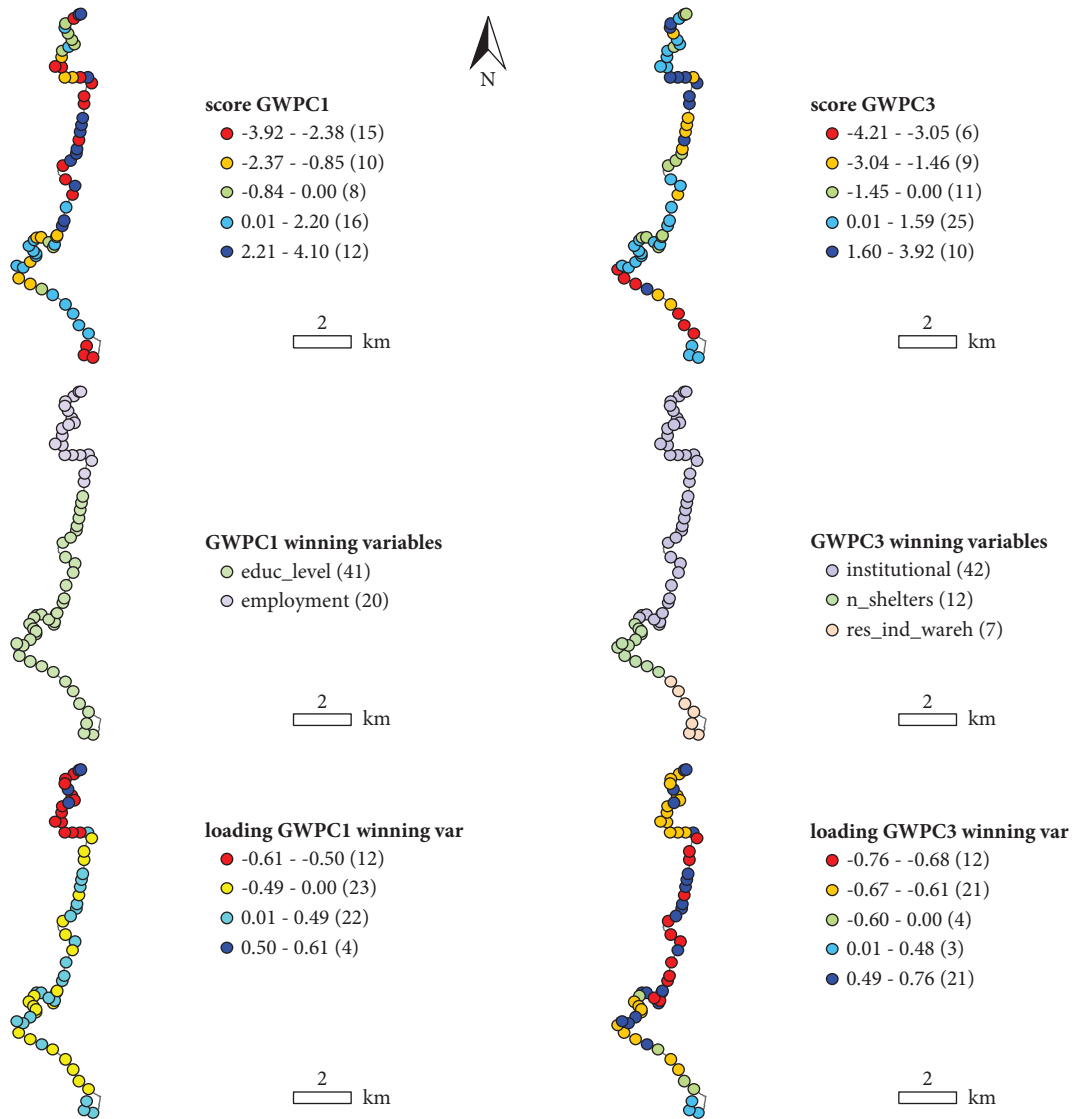 N
score GWPC1
-3.92 - -2.38 (15)
-2.37 - -0.85 (10)
-0.84 - 0.00 (8)
0.01 - 2.20 (16)
2.21 - 4.10 (12)
2
km
score GWPC3
-4.21 - -3.05 (6)
-3.04 - -1.46 (9)
-1.45 - 0.00 (11)
0.01 - 1.59 (25)
1.60 - 3.92 (10)
2
km
GWPC1 winning variables
educ_level (41)
employment (20)
2
km
GWPC3 winning variables
institutional (42)
n_shelters (12)
res_ind_wareh (7)
2
km
loading GWPC1 winning var
-0.61 - -0.50 (12)
-0.49 - 0.00 (23)
0.01 - 0.49 (22)
0.50 - 0.61 (4)
2
km
loading GWPC3 winning var
-0.76 - -0.68 (12)
-0.67 - -0.61 (21)
-0.60 - 0.00 (4)
0.01 - 0.48 (3)
0.49 - 0.76 (21)
2
km